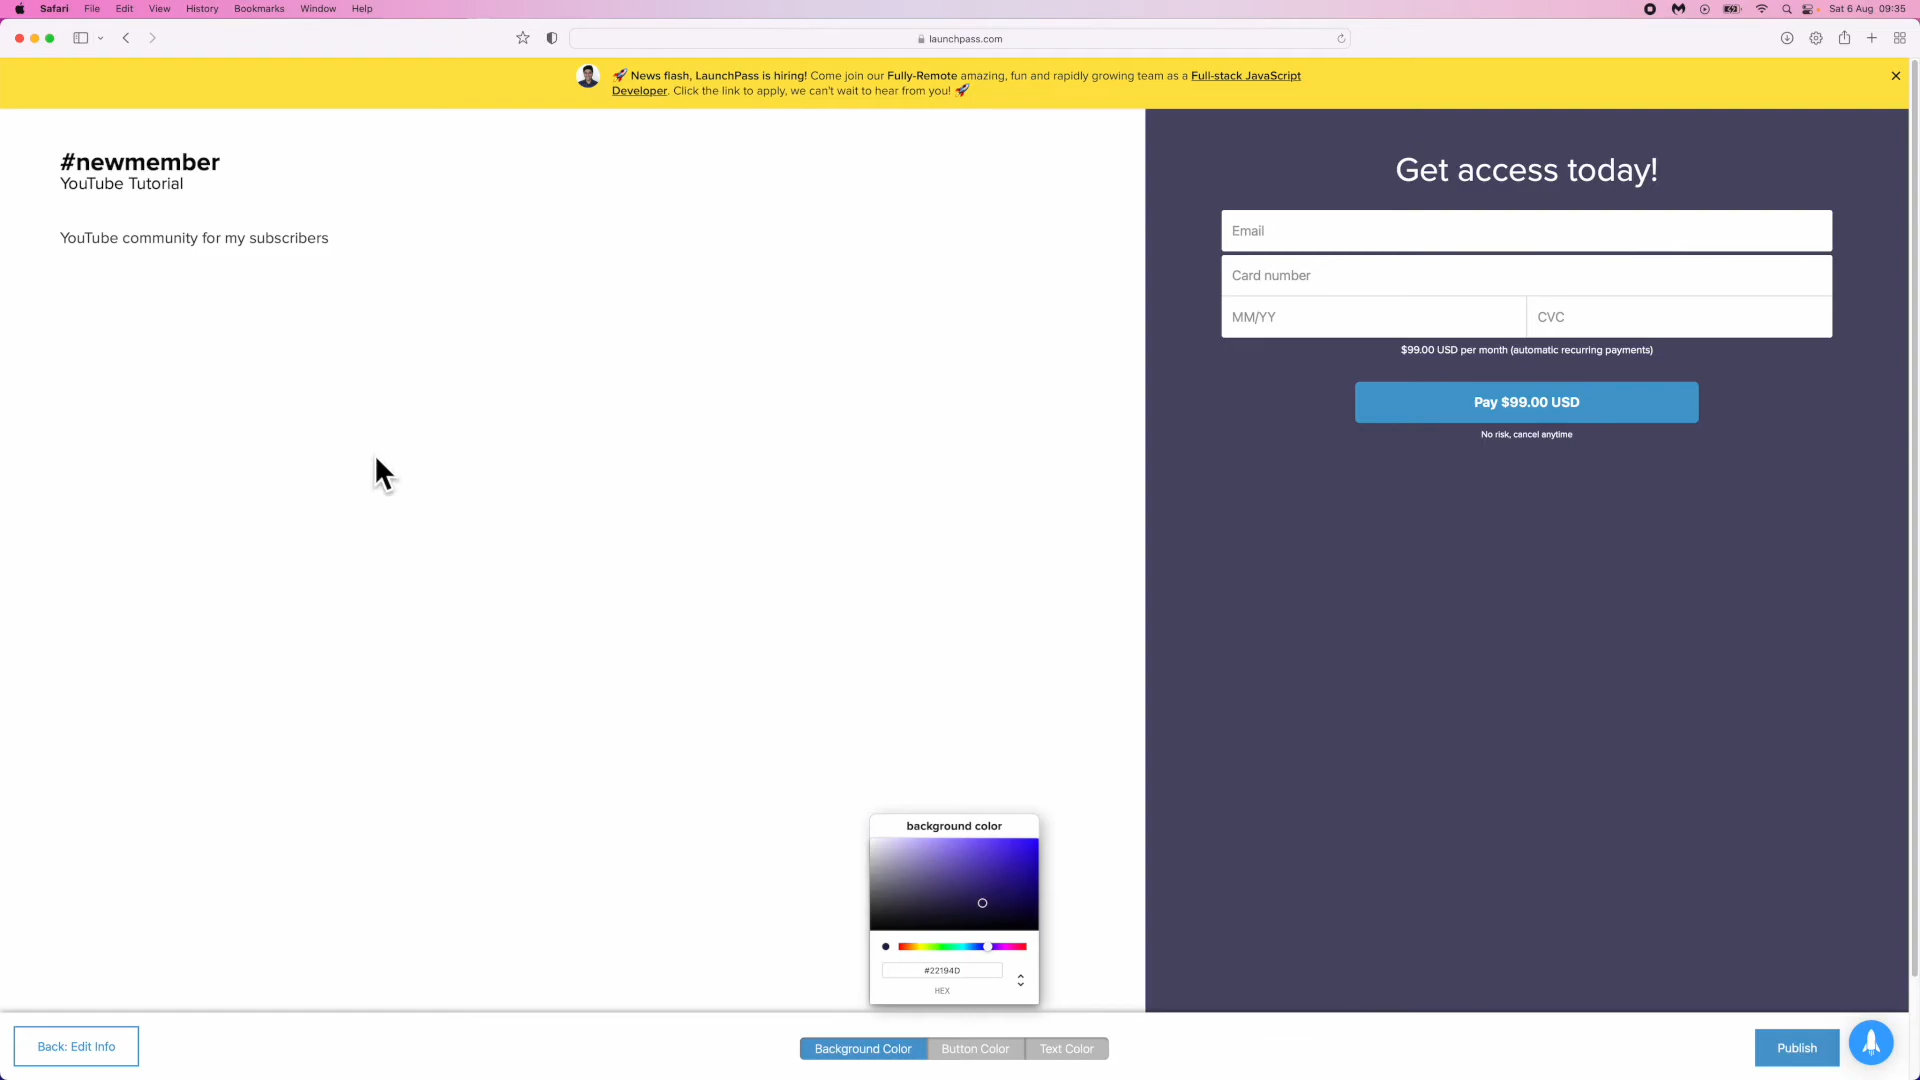 Safari File Edit View History Bookmarks Window Help Sat 6 Aug 09:35
launchpass.com
🚀 News flash, LaunchPass is hiring! Come join our Fully-Remote amazing, fun and rapidly growing team as a Full-stack JavaScript
Developer. Click the link to apply, we can't wait to hear from you! 🚀
#newmember
YouTube Tutorial
YouTube community for my subscribers
Get access today!
Email
Card number
MM/YY CVC
$99.00 USD per month (automatic recurring payments)
Pay $99.00 USD
No risk, cancel anytime
background color
#22194D
HEX
Back: Edit Info
Background Color Button Color Text Color
Publish